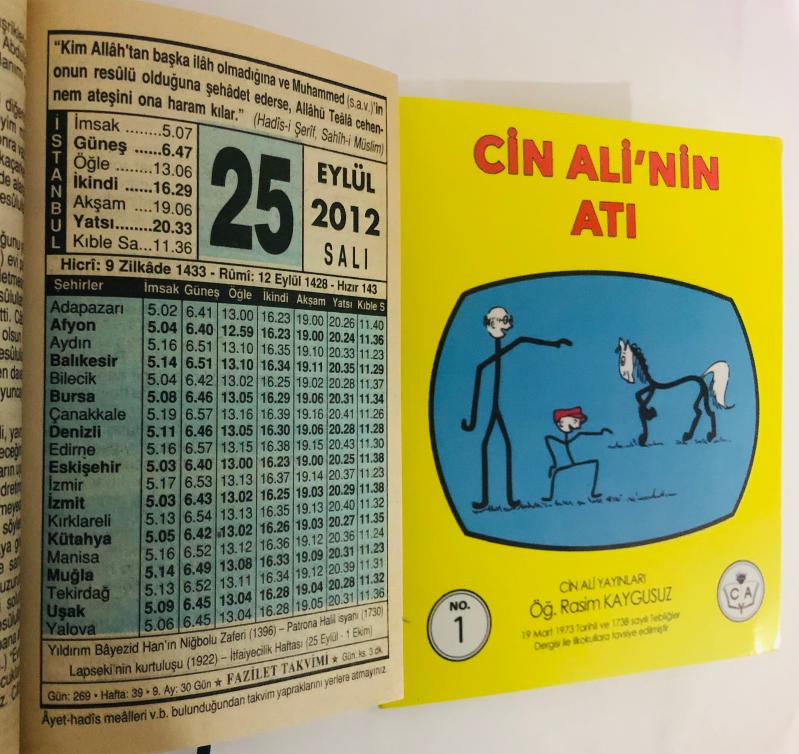 "Kim Allâh'tan başka ilâh olmadığına ve Muhammed (s.a.v.)'in
onun resûlü olduğuna şehâdet ederse, Allâhü Teâlâ cehen-
nem ateşini ona haram kılar." (Hadîs-i Şerîf, Sahîh-i Müslim)
İSTANBUL
İmsak ........5.07
Güneş ......6.47
Öğle ........13.06
İkindi ......16.29
Akşam ....19.06
Yatsı........20.33
Kıble Sa...11.36
25
EYLÜL
2012
SALI
Hicrî: 9 Zilkâde 1433 - Rûmî: 12 Eylül 1428 - Hızır 143
Şehirler İmsak Güneş Öğle İkindi Akşam Yatsı Kıble S
Adapazarı 5.02 6.41 13.00 16.23 19.00 20.26 11.40
Afyon 5.04 6.40 12.59 16.23 19.00 20.24 11.36
Aydın 5.16 6.51 13.10 16.35 19.10 20.33 11.23
Balıkesir 5.14 6.51 13.10 16.34 19.11 20.35 11.29
Bilecik 5.04 6.42 13.02 16.25 19.02 20.28 11.37
Bursa 5.08 6.46 13.05 16.29 19.06 20.31 11.34
Çanakkale 5.19 6.57 13.16 16.39 19.16 20.41 11.26
Denizli 5.11 6.46 13.05 16.30 19.06 20.28 11.28
Edirne 5.16 6.57 13.15 16.38 19.15 20.43 11.30
Eskişehir 5.03 6.40 13.00 16.23 19.00 20.25 11.38
İzmir 5.17 6.53 13.13 16.37 19.14 20.37 11.23
İzmit 5.03 6.43 13.02 16.25 19.03 20.29 11.38
Kırklareli 5.13 6.54 13.13 16.35 19.13 20.40 11.32
Kütahya 5.05 6.42 13.02 16.26 19.03 20.27 11.35
Manisa 5.16 6.52 13.12 16.36 19.12 20.36 11.24
Muğla 5.14 6.49 13.08 16.33 19.09 20.31 11.23
Tekirdağ 5.13 6.52 13.11 16.34 19.12 20.39 11.31
Uşak 5.09 6.45 13.04 16.28 19.04 20.28 11.32
Yalova 5.06 6.45 13.04 16.28 19.05 20.31 11.36
Yıldırım Bâyezid Han'ın Niğbolu Zaferi (1396) – Patrona Halil isyanı (1730)
Lapseki'nin kurtuluşu (1922) – İtfaiyecilik Haftası (25 Eylül - 1 Ekim)
Gün: 269 • Hafta: 39 • 9. Ay: 30 Gün ★ FAZİLET TAKVİMİ ★ Gün. ks. 3 dk.
Âyet-hadîs meâlleri v.b. bulunduğundan takvim yapraklarını yerlere atmayınız.
CİN ALİ'NİN
ATI
CİN ALİ YAYINLARI
Öğ. Rasim KAYGUSUZ
19 Mart 1973 Tarihli ve 1738 sayılı Tebliğler
Dergisi ile ilkokullara tavsiye edilmiştir
NO.
1
C A